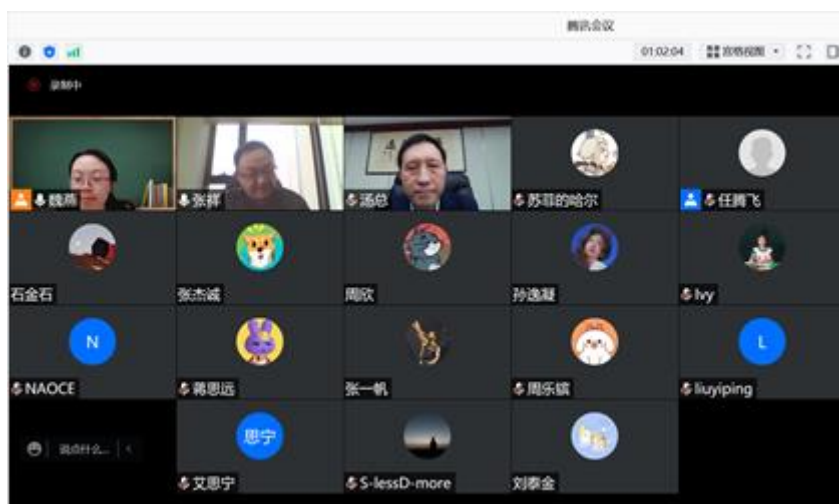 腾讯会议
01:02:04 宫格视图
录制中
魏燕 张祥 汤总 苏菲的哈尔 任腾飞
石金石 张杰诚 周欣 孙逸凝 Ivy
N L
NAOCE 蒋思远 张一帆 周乐缤 liuyiping
说点什么... 思宁
艾思宁 S-lessD-more 刘泰金